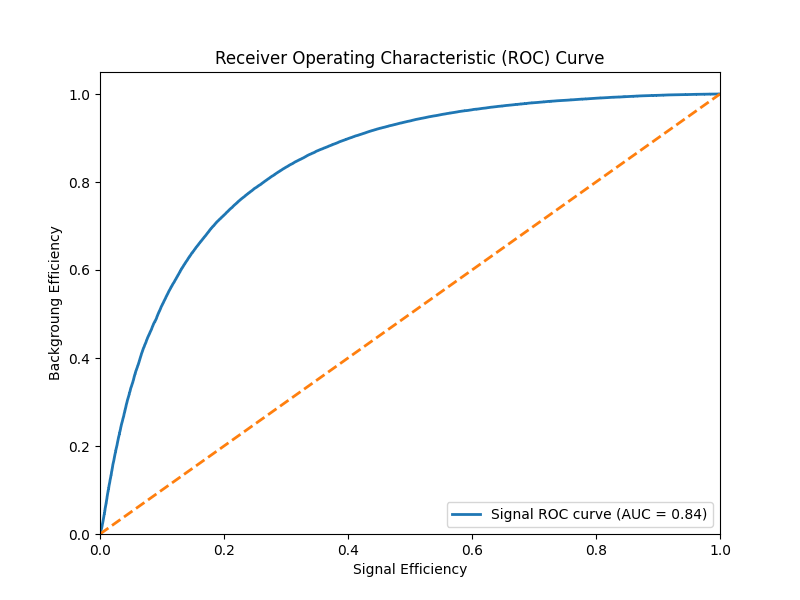 Receiver Operating Characteristic (ROC) Curve
1.0
0.8
0.6
0.4
0.2
0.0
Backgroung Efficiency
Signal ROC curve (AUC = 0.84)
0.0 0.2 0.4 0.6 0.8 1.0
Signal Efficiency